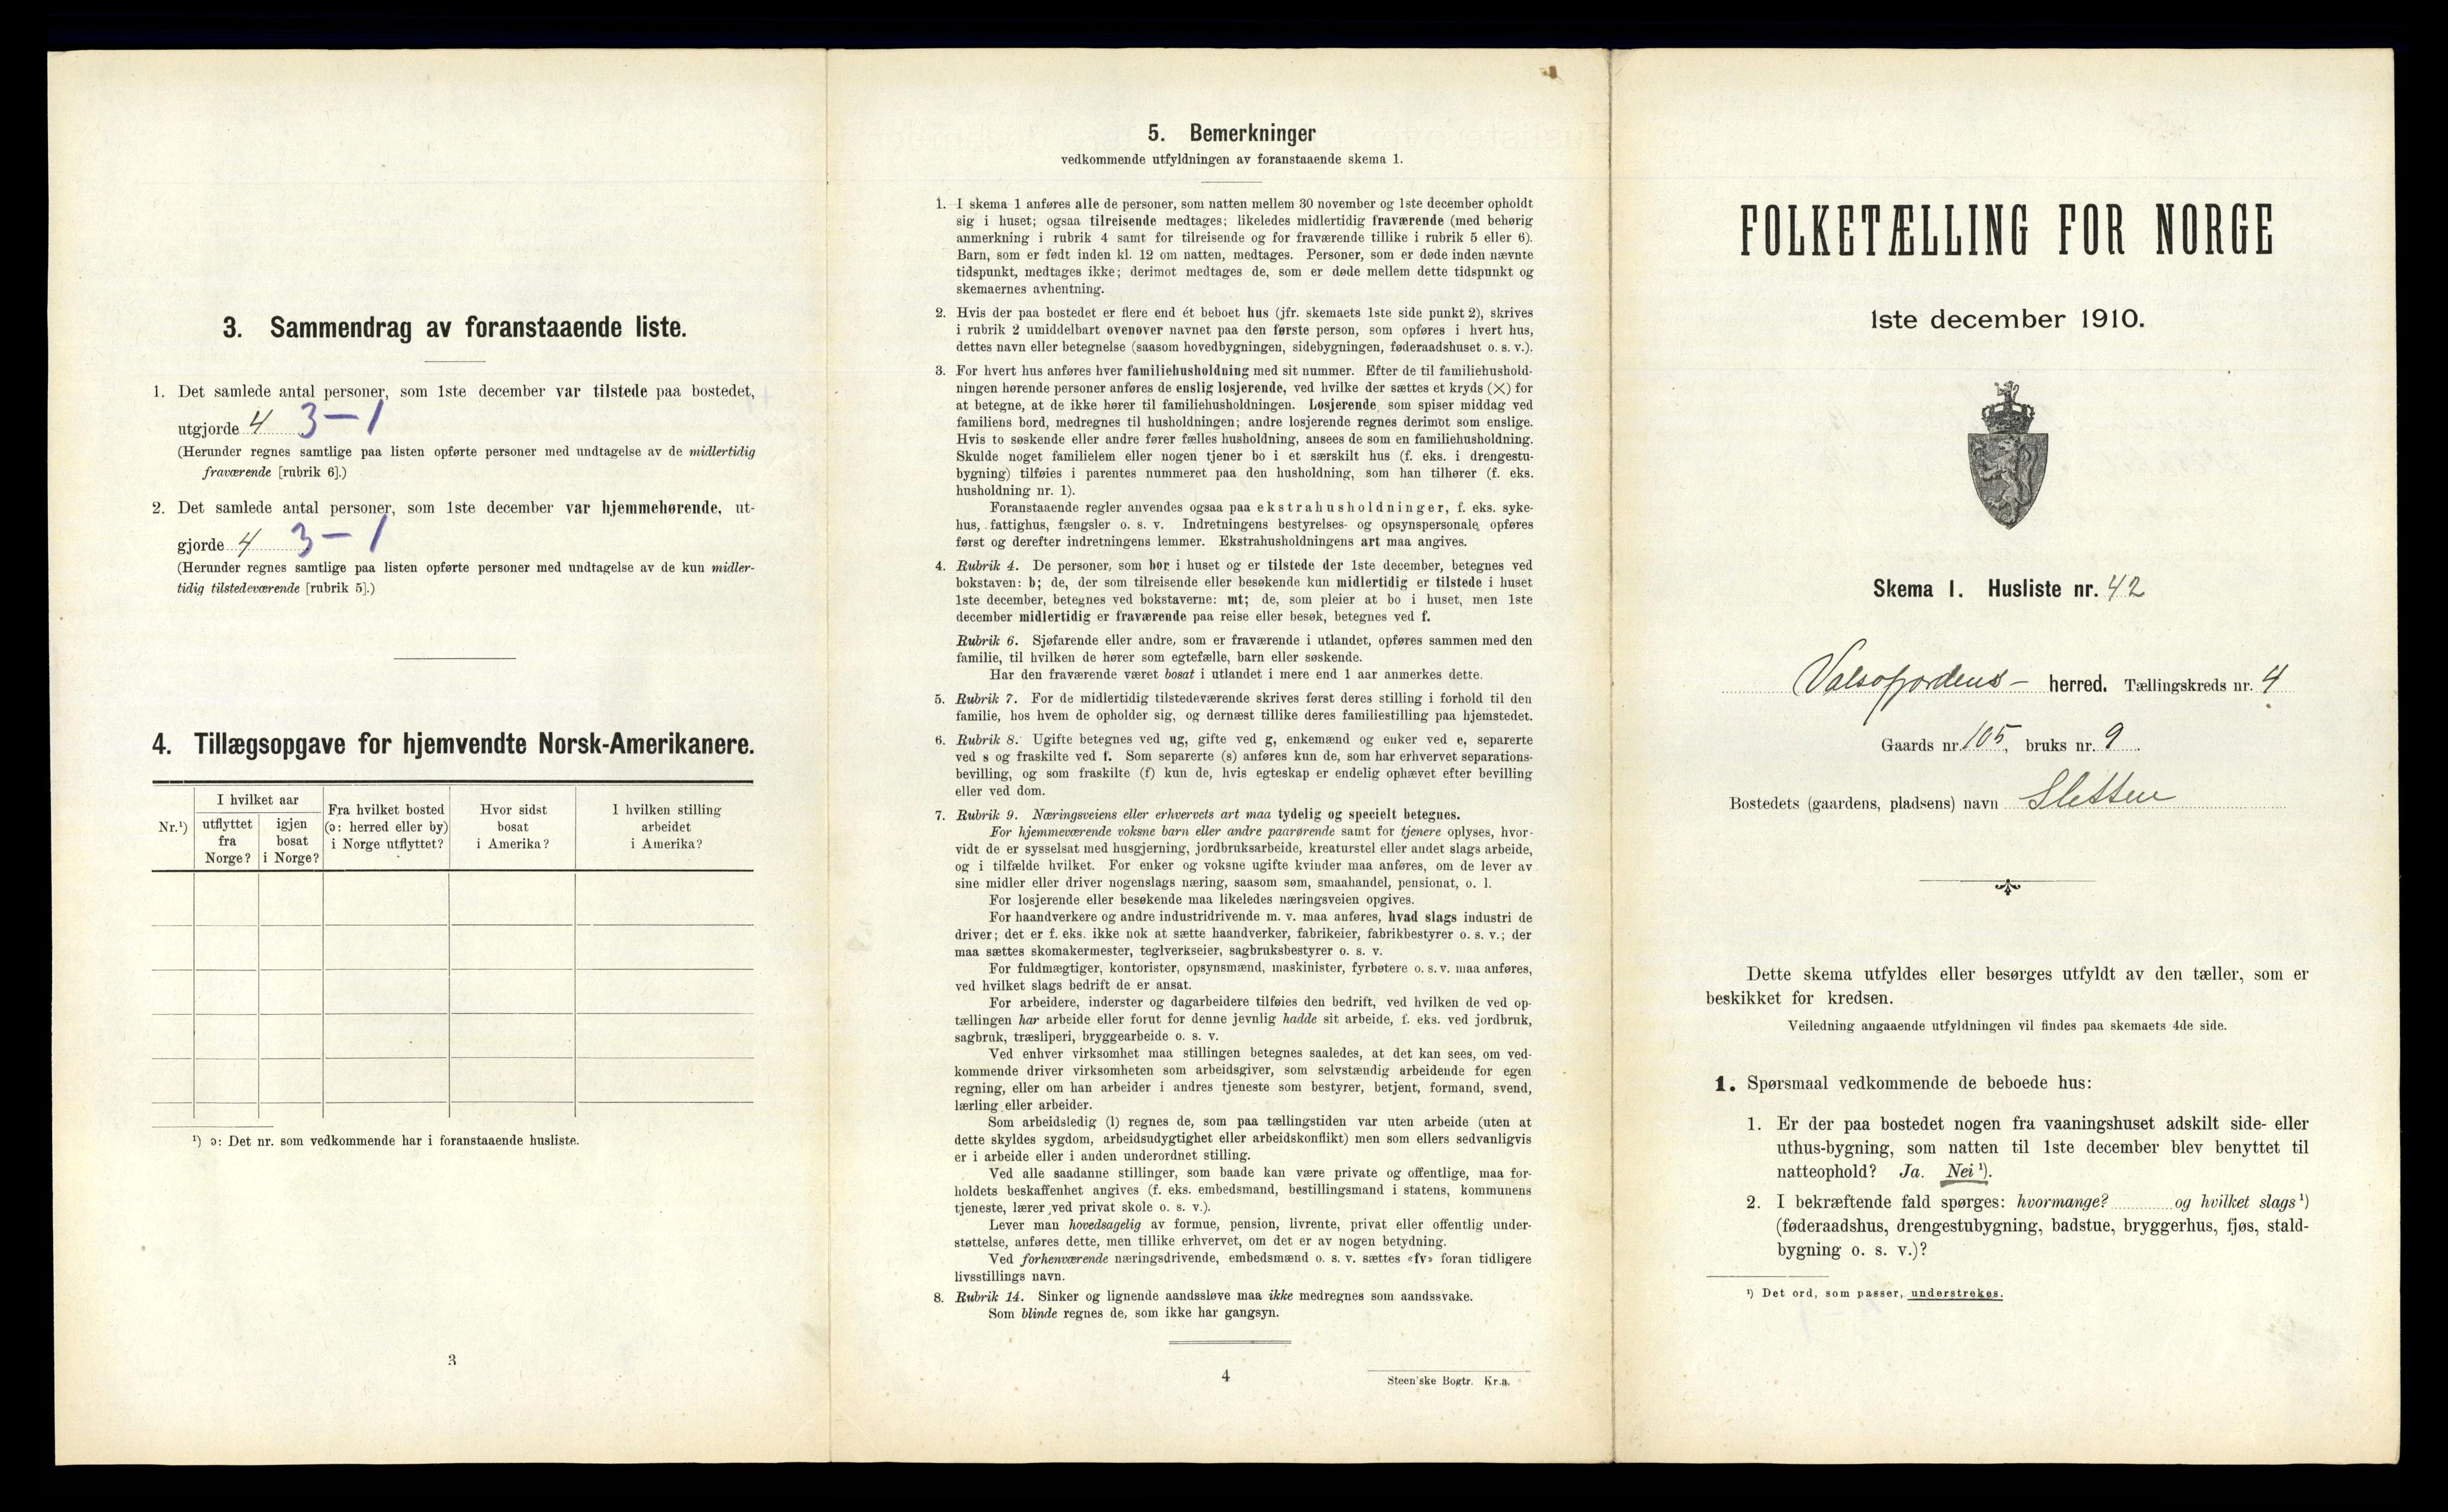 3. Sammendrag av foranstaaende liste.
1. Det samlede antal personer, som 1ste december var tilstede paa bostedet,
utgjorde 4 3-1
(Herunder regnes samtlige paa listen opførte personer med undtagelse av de midlertidig
fraværende [rubrik 6].)
2. Det samlede antal personer, som 1ste december var hjemmehørende, ut-
gjorde 4 3-1
(Herunder regnes samtlige paa listen opførte personer med undtagelse av de kun midler-
tidig tilstedeværende [rubrik 5].)
4. Tillægsopgave for hjemvendte Norsk-Amerikanere.
Nr.¹)
I hvilket aar
utflyttet
fra
Norge?
igjen
bosat
i Norge?
Fra hvilket bosted
(ɔ: herred eller by)
i Norge utflyttet?
Hvor sidst
bosat
i Amerika?
I hvilken stilling
arbeidet
i Amerika?
¹) ɔ: Det nr. som vedkommende har i foranstaaende husliste.
3
5. Bemerkninger
vedkommende utfyldningen av foranstaaende skema 1.
1. I skema 1 anføres alle de personer, som natten mellem 30 november og 1ste december opholdt
sig i huset; ogsaa tilreisende medtages; likeledes midlertidig fraværende (med behørig
anmerkning i rubrik 4 samt for tilreisende og for fraværende tillike i rubrik 5 eller 6).
Barn, som er født inden kl. 12 om natten, medtages. Personer, som er døde inden nævnte
tidspunkt, medtages ikke; derimot medtages de, som er døde mellem dette tidspunkt og
skemaernes avhentning.
2. Hvis der paa bostedet er flere end ét beboet hus (jfr. skemaets 1ste side punkt 2), skrives
i rubrik 2 umiddelbart ovenover navnet paa den første person, som opføres i hvert hus,
dettes navn eller betegnelse (saasom hovedbygningen, sidebygningen, føderaadshuset o. s. v.).
3. For hvert hus anføres hver familiehusholdning med sit nummer. Efter de til familiehushold-
ningen hørende personer anføres de enslig losjerende, ved hvilke der sættes et kryds (×) for
at betegne, at de ikke hører til familiehusholdningen. Losjerende som spiser middag ved
familiens bord, medregnes til husholdningen; andre losjerende regnes derimot som enslige.
Hvis to søskende eller andre fører fælles husholdning, ansees de som en familiehusholdning.
Skulde noget familielem eller nogen tjener bo i et særskilt hus (f. eks. i drengestu-
bygning) tilføies i parentes nummeret paa den husholdning, som han tilhører (f. eks.
husholdning nr. 1).
Foranstaaende regler anvendes ogsaa paa ekstrahusholdninger, f. eks. syke-
hus, fattighus, fængsler o. s. v. Indretningens bestyrelses- og opsynspersonale opføres
først og derefter indretningens lemmer. Ekstrahusholdningens art maa angives.
4. Rubrik 4. De personer, som bor i huset og er tilstede der 1ste december, betegnes ved
bokstaven: b; de, der som tilreisende eller besøkende kun midlertidig er tilstede i huset
1ste december, betegnes ved bokstaverne: mt; de, som pleier at bo i huset, men 1ste
december midlertidig er fraværende paa reise eller besøk, betegnes ved f.
Rubrik 6. Sjøfarende eller andre, som er fraværende i utlandet, opføres sammen med den
familie, til hvilken de hører som egtefælle, barn eller søskende.
Har den fraværende været bosat i utlandet i mere end 1 aar anmerkes dette.
5. Rubrik 7. For de midlertidig tilstedeværende skrives først deres stilling i forhold til den
familie, hos hvem de opholder sig, og dernæst tillike deres familiestilling paa hjemstedet.
6. Rubrik 8. Ugifte betegnes ved ug, gifte ved g, enkemænd og enker ved e, separerte
ved s og fraskilte ved f. Som separerte (s) anføres kun de, som har erhvervet separations-
bevilling, og som fraskilte (f) kun de, hvis egteskap er endelig ophævet efter bevilling
eller ved dom.
7. Rubrik 9. Næringsveiens eller erhvervets art maa tydelig og specielt betegnes.
For hjemmeværende voksne barn eller andre paarørende samt for tjenere oplyses, hvor-
vidt de er sysselsat med husgjerning, jordbruksarbeide, kreaturstel eller andet slags arbeide,
og i tilfælde hvilket. For enker og voksne ugifte kvinder maa anføres, om de lever av
sine midler eller driver nogenslags næring, saasom søm, smaahandel, pensionat, o. l.
For losjerende eller besøkende maa likeledes næringsveien opgives.
For haandverkere og andre industridrivende m. v. maa anføres, hvad slags industri de
driver; det er f. eks. ikke nok at sætte haandverker, fabrikeier, fabrikbestyrer o. s. v.; der
maa sættes skomakermester, teglverkseier, sagbruksbestyrer o. s. v.
For fuldmægtiger, kontorister, opsynsmænd, maskinister, fyrbøtere o. s. v. maa anføres,
ved hvilket slags bedrift de er ansat.
For arbeidere, inderster og dagarbeidere tilføies den bedrift, ved hvilken de ved op-
tællingen har arbeide eller forut for denne jevnlig hadde sit arbeide, f. eks. ved jordbruk,
sagbruk, træsliperi, bryggearbeide o. s. v.
Ved enhver virksomhet maa stillingen betegnes saaledes, at det kan sees, om ved-
kommende driver virksomheten som arbeidsgiver, som selvstændig arbeidende for egen
regning, eller om han arbeider i andres tjeneste som bestyrer, betjent, formand, svend,
lærling eller arbeider.
Som arbeidsledig (l) regnes de, som paa tællingstiden var uten arbeide (uten at
dette skyldes sygdom, arbeidsudygtighet eller arbeidskonflikt) men som ellers sedvanligvis
er i arbeide eller i anden underordnet stilling.
Ved alle saadanne stillinger, som baade kan være private og offentlige, maa for-
holdets beskaffenhet angives (f. eks. embedsmand, bestillingsmand i statens, kommunens
tjeneste, lærer ved privat skole o. s. v.).
Lever man hovedsagelig av formue, pension, livrente, privat eller offentlig under-
støttelse, anføres dette, men tillike erhvervet, om det er av nogen betydning.
Ved forhenværende næringsdrivende, embedsmænd o. s. v. sættes «fv» foran tidligere
livsstillings navn.
8. Rubrik 14. Sinker og lignende aandssløve maa ikke medregnes som aandssvake.
Som blinde regnes de, som ikke har gangsyn.
4
Steen'ske Bogtr. Kr.a.
FOLKETÆLLING FOR NORGE
1ste december 1910.
Skema I. Husliste nr. 42
Valsøfjordens- herred. Tællingskreds nr. 4
Gaards nr. 105, bruks nr. 9.
Bostedets (gaardens, pladsens) navn Sletten
Dette skema utfyldes eller besørges utfyldt av den tæller, som er
beskikket for kredsen.
Veiledning angaaende utfyldningen vil findes paa skemaets 4de side.
1. Spørsmaal vedkommende de beboede hus:
1. Er der paa bostedet nogen fra vaaningshuset adskilt side- eller
uthus-bygning, som natten til 1ste december blev benyttet til
natteophold? Ja. Nei ¹).
2. I bekræftende fald spørges: hvormange? og hvilket slags ¹)
(føderaadshus, drengestubygning, badstue, bryggerhus, fjøs, stald-
bygning o. s. v.)?
¹) Det ord, som passer, understrekes.